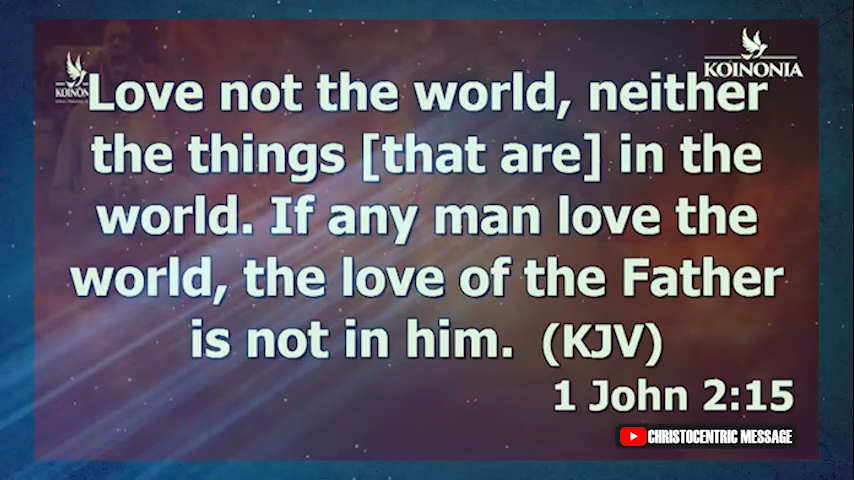 KOINONIA
KOINON
Love not the world, neither
the things [that are] in the
world. If any man love the
world, the love of the Father
is not in him. (KJV)
1 John 2:15
CHRISTOCENTRIC MESSAGE